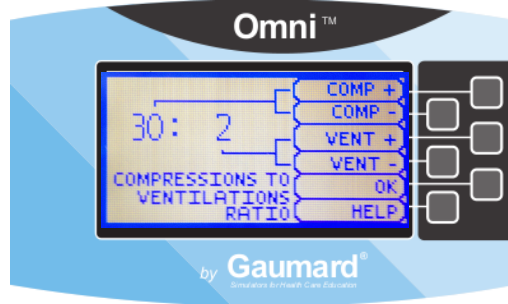 Omni™
COMP +
COMP -
30: 2
VENT +
VENT -
COMPRESSIONS TO
VENTILATIONS
RATIO
OK
HELP
by Gaumard®
Simulators for Health Care Education